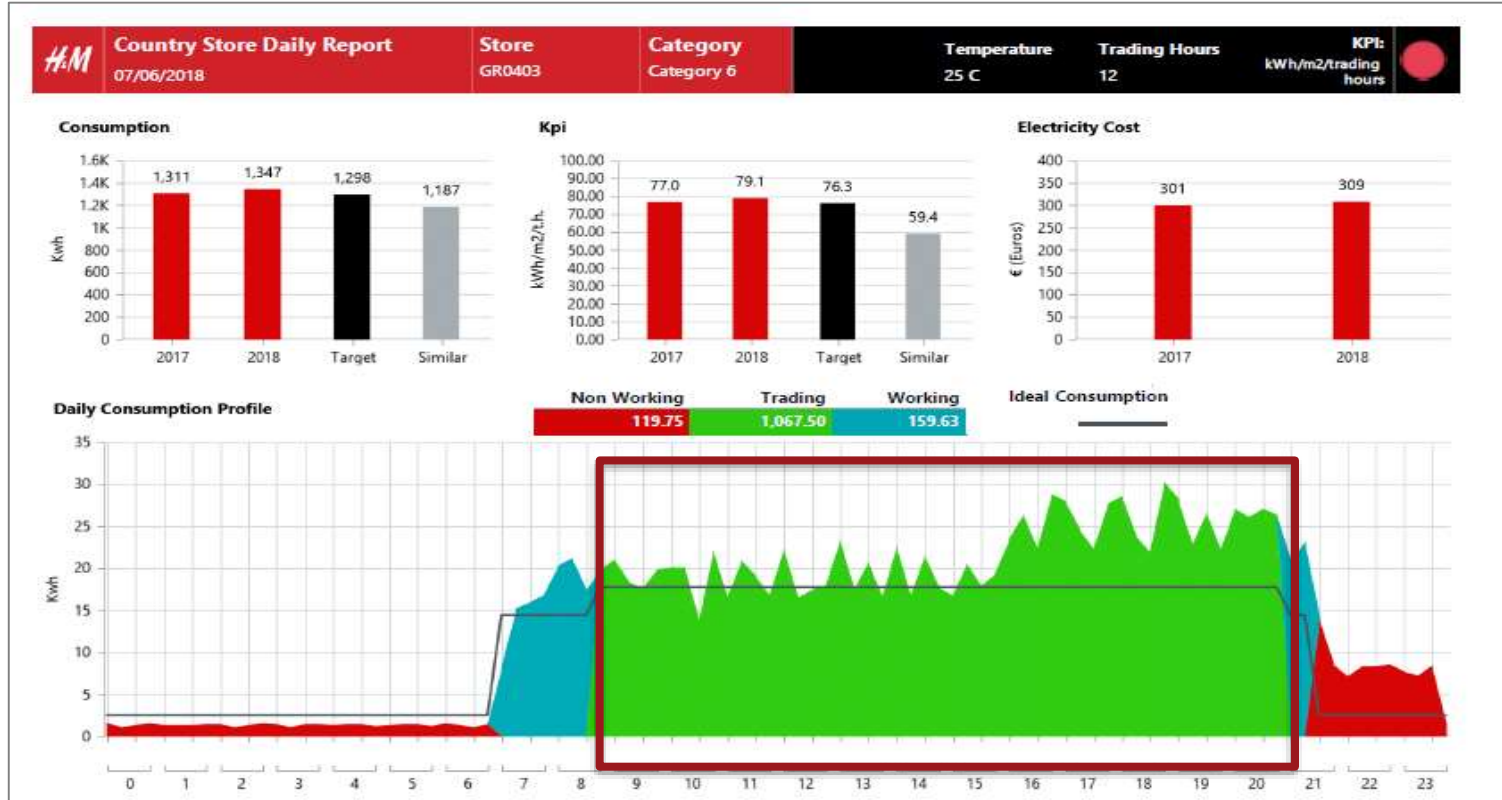 H&M
Country Store Daily Report
07/06/2018
Store
GR0403
Category
Category 6
Temperature
25 C
Trading Hours
12
KPI:
kWh/m2/trading
hours
Consumption
Kwh
1.6K
1.4K
1.2K
1K
800
600
400
200
0
1,311
1,347
1,298
1,187
2017 2018 Target Similar
Kpi
kWh/m2/t.h.
100.00
90.00
80.00
70.00
60.00
50.00
40.00
30.00
20.00
10.00
0.00
77.0
79.1
76.3
59.4
2017 2018 Target Similar
Electricity Cost
€ (Euros)
400
350
300
250
200
150
100
50
0
301
309
2017 2018
Daily Consumption Profile
Non Working Trading Working
119.75 1,067.50 159.63
Ideal Consumption
Kwh
35
30
25
20
15
10
5
0
0 1 2 3 4 5 6 7 8 9 10 11 12 13 14 15 16 17 18 19 20 21 22 23